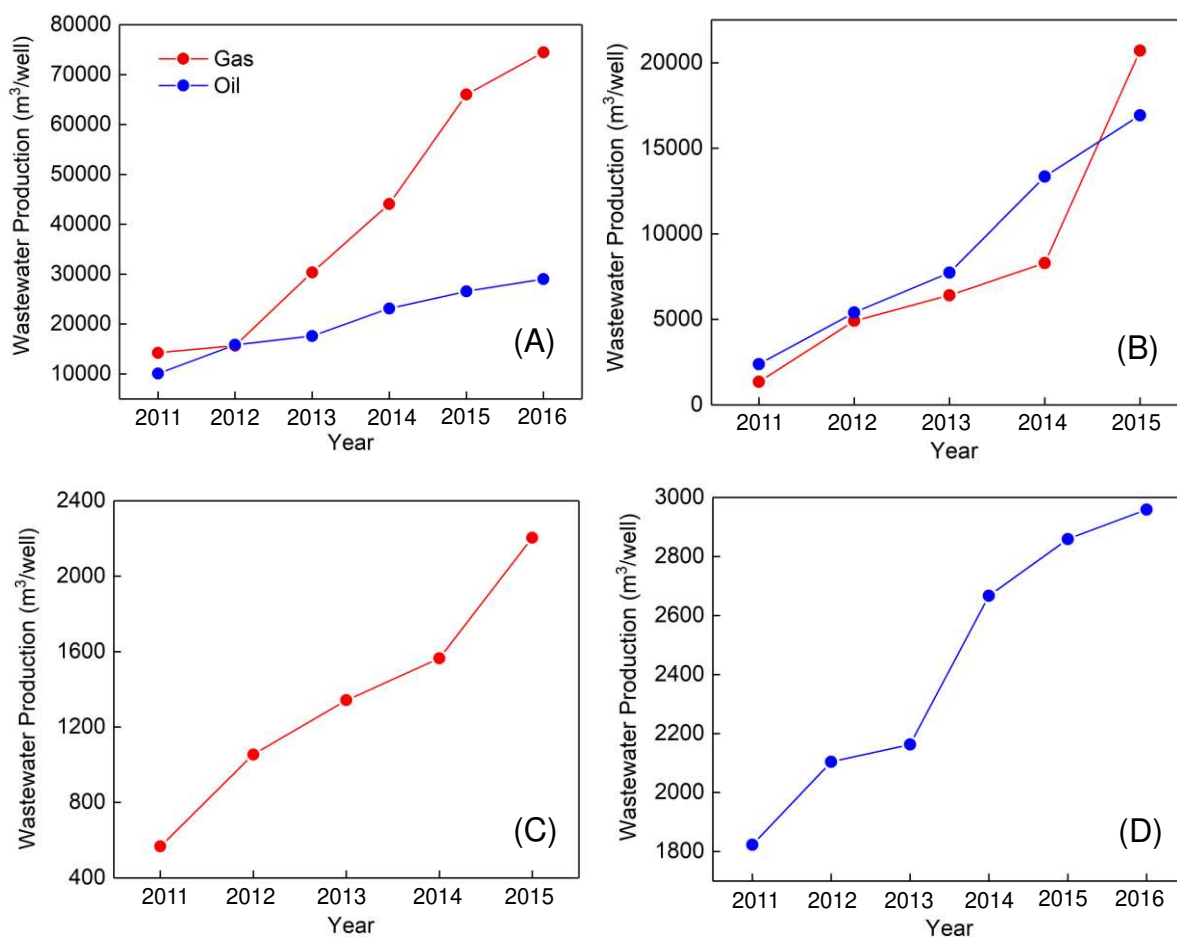 80000
70000
60000
50000
40000
30000
20000
10000
Wastewater Production (m³/well)
Gas
Oil
(A)
2011 2012 2013 2014 2015 2016
Year
20000
15000
10000
5000
0
Wastewater Production (m³/well)
(B)
2011 2012 2013 2014 2015
Year
2400
2000
1600
1200
800
400
Wastewater Production (m³/well)
(C)
2011 2012 2013 2014 2015
Year
3000
2800
2600
2400
2200
2000
1800
Wastewater Production (m³/well)
(D)
2011 2012 2013 2014 2015 2016
Year